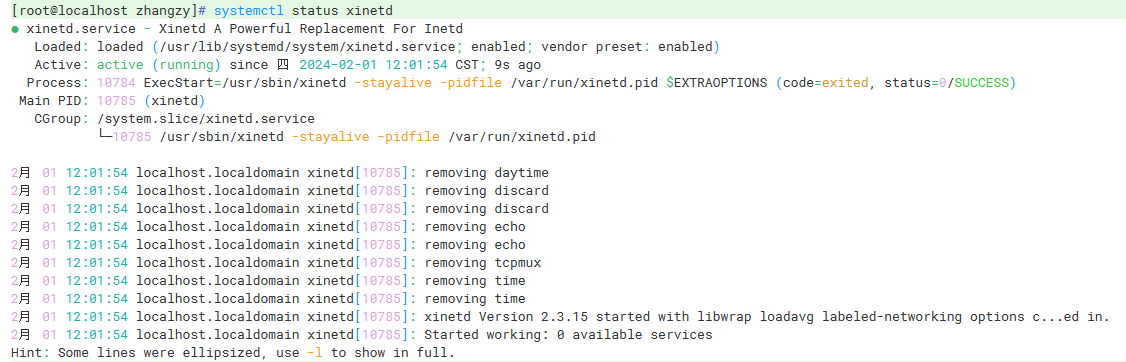 [root@localhost zhangzy]# systemctl status xinetd
● xinetd.service - Xinetd A Powerful Replacement For Inetd
   Loaded: loaded (/usr/lib/systemd/system/xinetd.service; enabled; vendor preset: enabled)
   Active: active (running) since 四 2024-02-01 12:01:54 CST; 9s ago
  Process: 10784 ExecStart=/usr/sbin/xinetd -stayalive -pidfile /var/run/xinetd.pid $EXTRAOPTIONS (code=exited, status=0/SUCCESS)
 Main PID: 10785 (xinetd)
   CGroup: /system.slice/xinetd.service
           └─10785 /usr/sbin/xinetd -stayalive -pidfile /var/run/xinetd.pid

2月 01 12:01:54 localhost.localdomain xinetd[10785]: removing daytime
2月 01 12:01:54 localhost.localdomain xinetd[10785]: removing discard
2月 01 12:01:54 localhost.localdomain xinetd[10785]: removing discard
2月 01 12:01:54 localhost.localdomain xinetd[10785]: removing echo
2月 01 12:01:54 localhost.localdomain xinetd[10785]: removing echo
2月 01 12:01:54 localhost.localdomain xinetd[10785]: removing tcpmux
2月 01 12:01:54 localhost.localdomain xinetd[10785]: removing time
2月 01 12:01:54 localhost.localdomain xinetd[10785]: removing time
2月 01 12:01:54 localhost.localdomain xinetd[10785]: xinetd Version 2.3.15 started with libwrap loadavg labeled-networking options c...ed in.
2月 01 12:01:54 localhost.localdomain xinetd[10785]: Started working: 0 available services
Hint: Some lines were ellipsized, use -l to show in full.